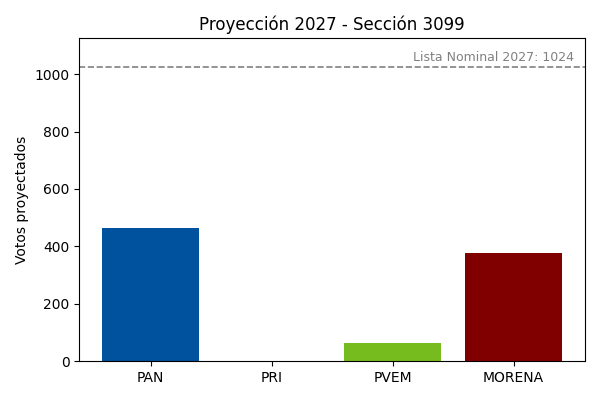 Proyección 2027 - Sección 3099
Lista Nominal 2027: 1024
Votos proyectados
1000
800
600
400
200
0
PAN PRI PVEM MORENA